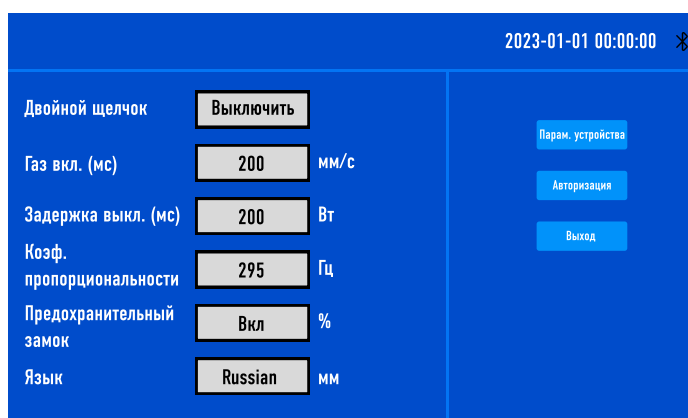 2023-01-01 00:00:00
Двойной щелчок Выключить
Газ вкл. (мс) 200 мм/с
Задержка выкл. (мс) 200 Вт
Коэф.
пропорциональности 295 Гц
Предохранительный
замок Вкл %
Язык Russian мм
Парам. устройства
Авторизация
Выход